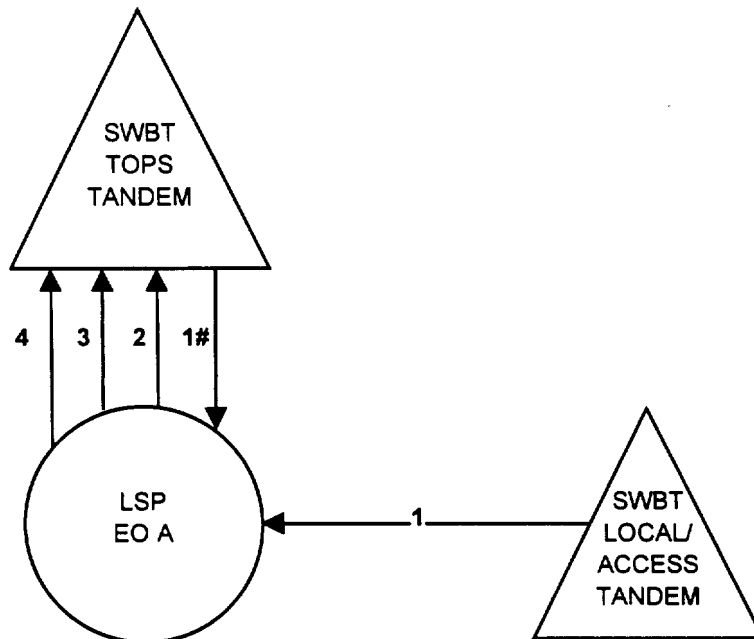 SWBT
TOPS
TANDEM
4
3
2
1#
LSP
EO A
1
SWBT
LOCAL/
ACCESS
TANDEM